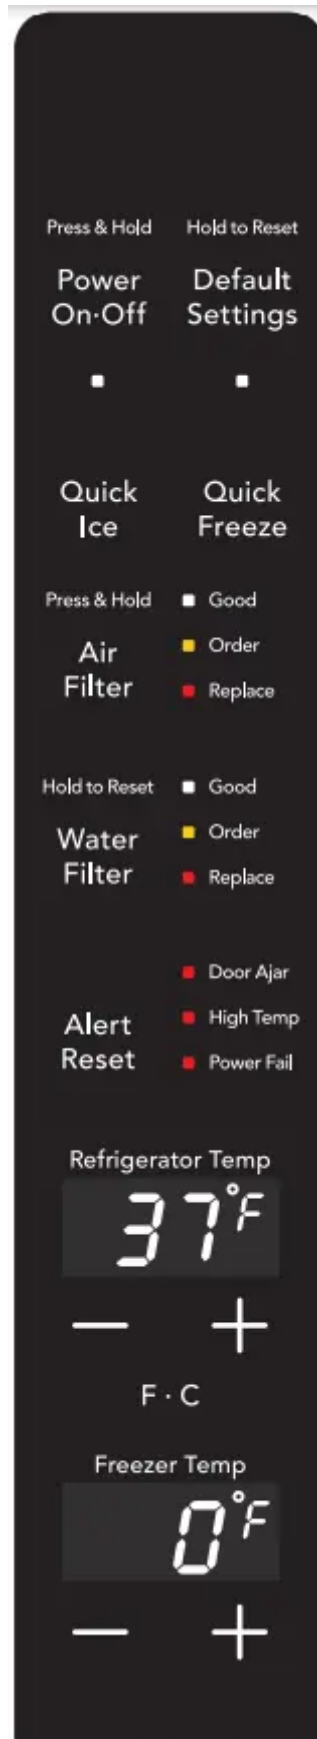 Press & Hold
Hold to Reset
Power
On·Off
Default
Settings
Quick
Ice
Quick
Freeze
Press & Hold
Air
Filter
Good
Order
Replace
Hold to Reset
Water
Filter
Good
Order
Replace
Alert
Reset
Door Ajar
High Temp
Power Fail
Refrigerator Temp
37°F
— +
F · C
Freezer Temp
0°F
— +